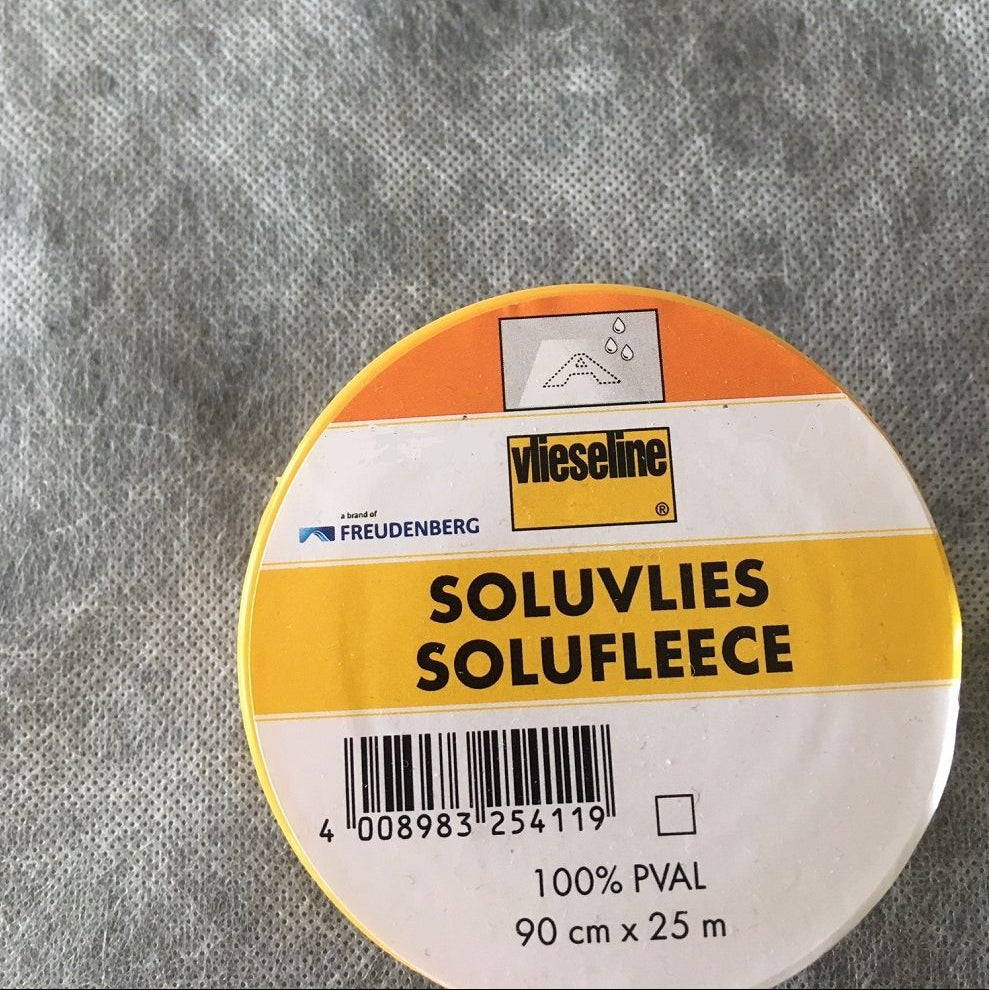 vlieseline
®
a brand of
FREUDENBERG
SOLUVLIES
SOLUFLEECE
4 008983 254119
100% PVAL
90 cm x 25 m